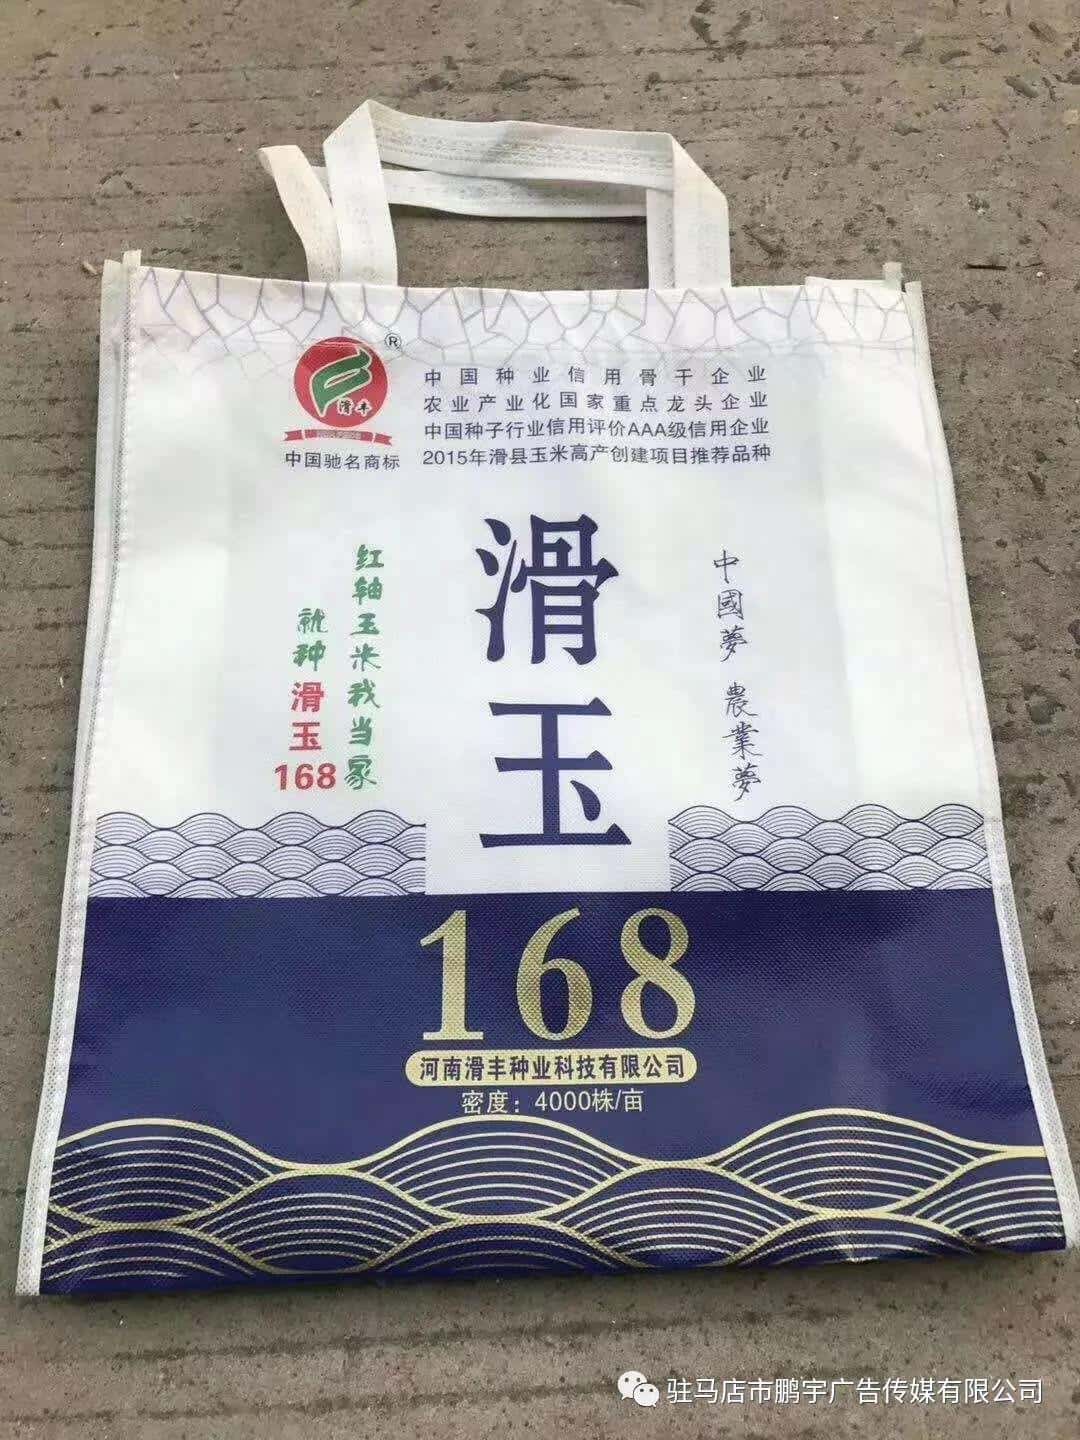 ®
滑丰
中国驰名商标
中国种业信用骨干企业
农业产业化国家重点龙头企业
中国种子行业信用评价AAA级信用企业
2015年滑县玉米高产创建项目推荐品种
红轴玉米我当家
就种滑玉168
滑玉
中國夢 農業夢
168
河南滑丰种业科技有限公司
密度：4000株/亩
驻马店市鹏宇广告传媒有限公司